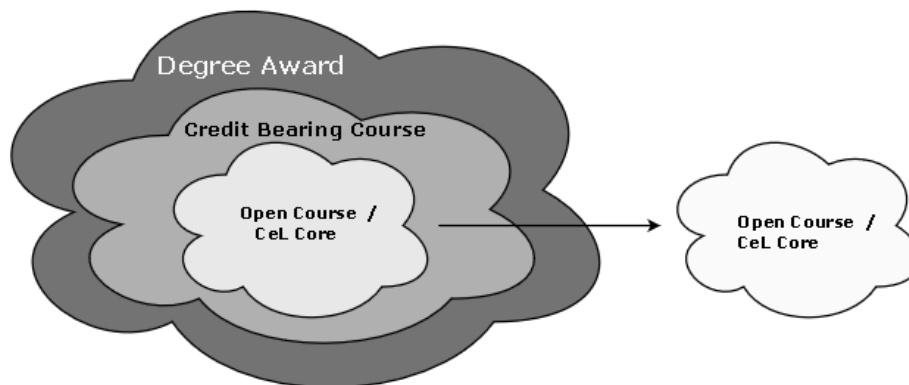 Degree Award
Credit Bearing Course
Open Course /
CeL Core
Open Course /
CeL Core